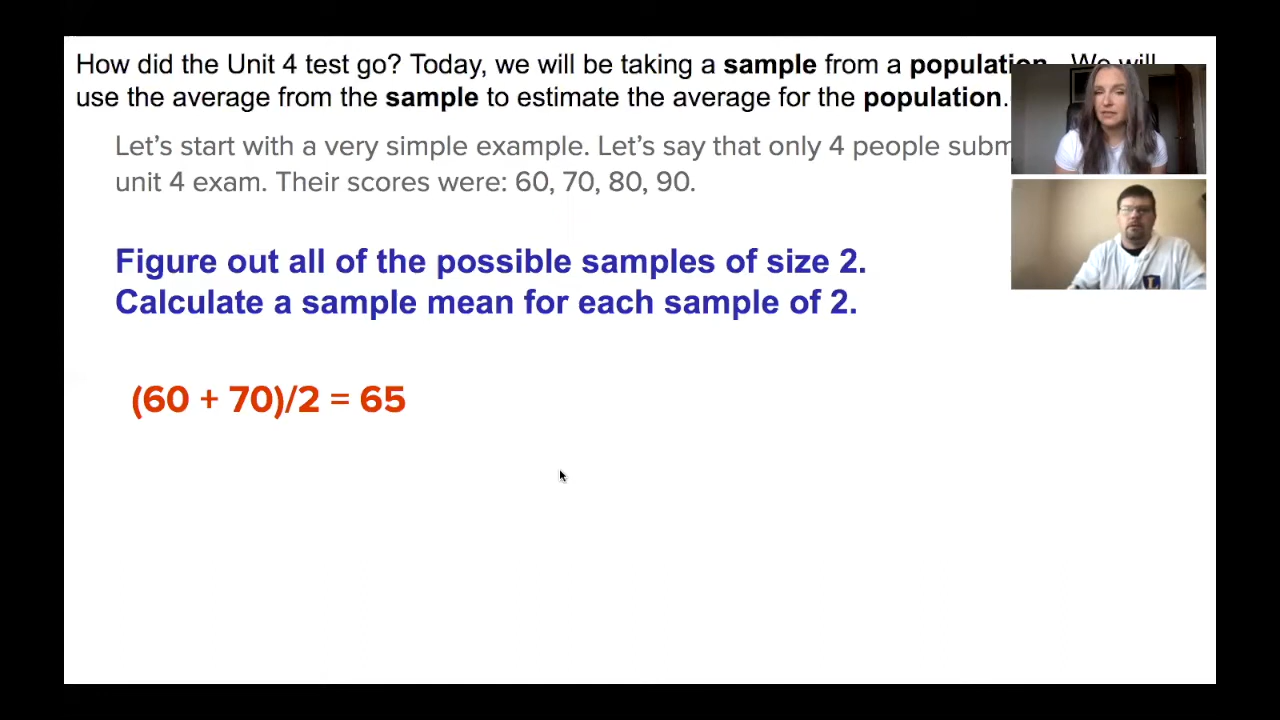 How did the Unit 4 test go? Today, we will be taking a sample from a population. We will
use the average from the sample to estimate the average for the population.
Let's start with a very simple example. Let's say that only 4 people
unit 4 exam. Their scores were: 60, 70, 80, 90.
Figure out all of the possible samples of size 2.
Calculate a sample mean for each sample of 2.
(60 + 70)/2 = 65